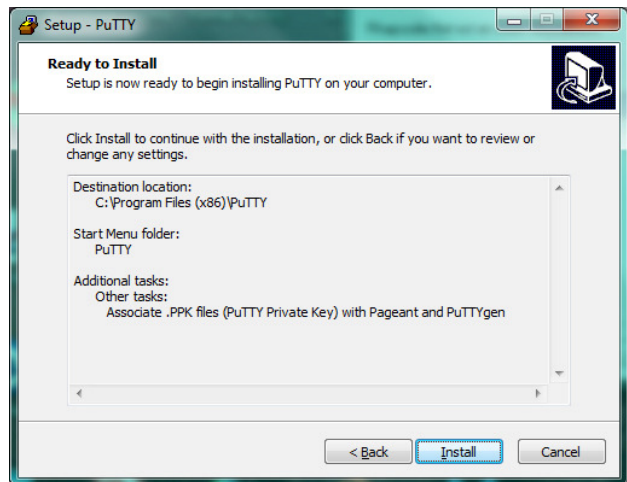 Setup - PuTTY
Ready to Install
Setup is now ready to begin installing PuTTY on your computer.
Click Install to continue with the installation, or click Back if you want to review or
change any settings.
Destination location:
C:\Program Files (x86)\PuTTY
Start Menu folder:
PuTTY
Additional tasks:
Other tasks:
Associate .PPK files (PuTTY Private Key) with Pageant and PuTTYgen
< Back
Install
Cancel